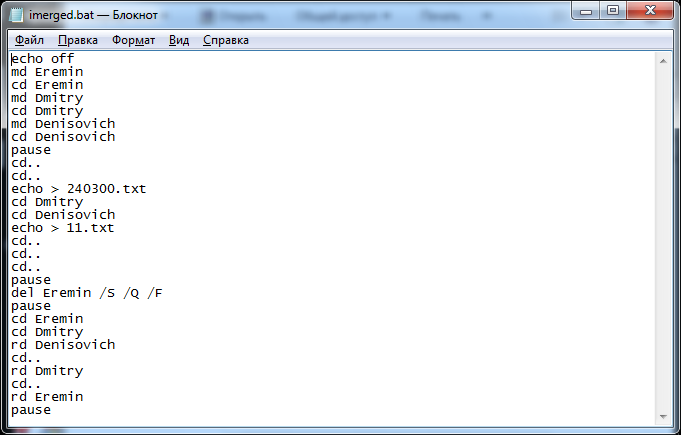 imerged.bat — Блокнот
Файл Правка Формат Вид Справка
echo off
md Eremin
cd Eremin
md Dmitry
cd Dmitry
md Denisovich
cd Denisovich
pause
cd..
cd..
echo > 240300.txt
cd Dmitry
cd Denisovich
echo > 11.txt
cd..
cd..
cd..
pause
del Eremin /S /Q /F
pause
cd Eremin
cd Dmitry
rd Denisovich
cd..
rd Dmitry
cd..
rd Eremin
pause